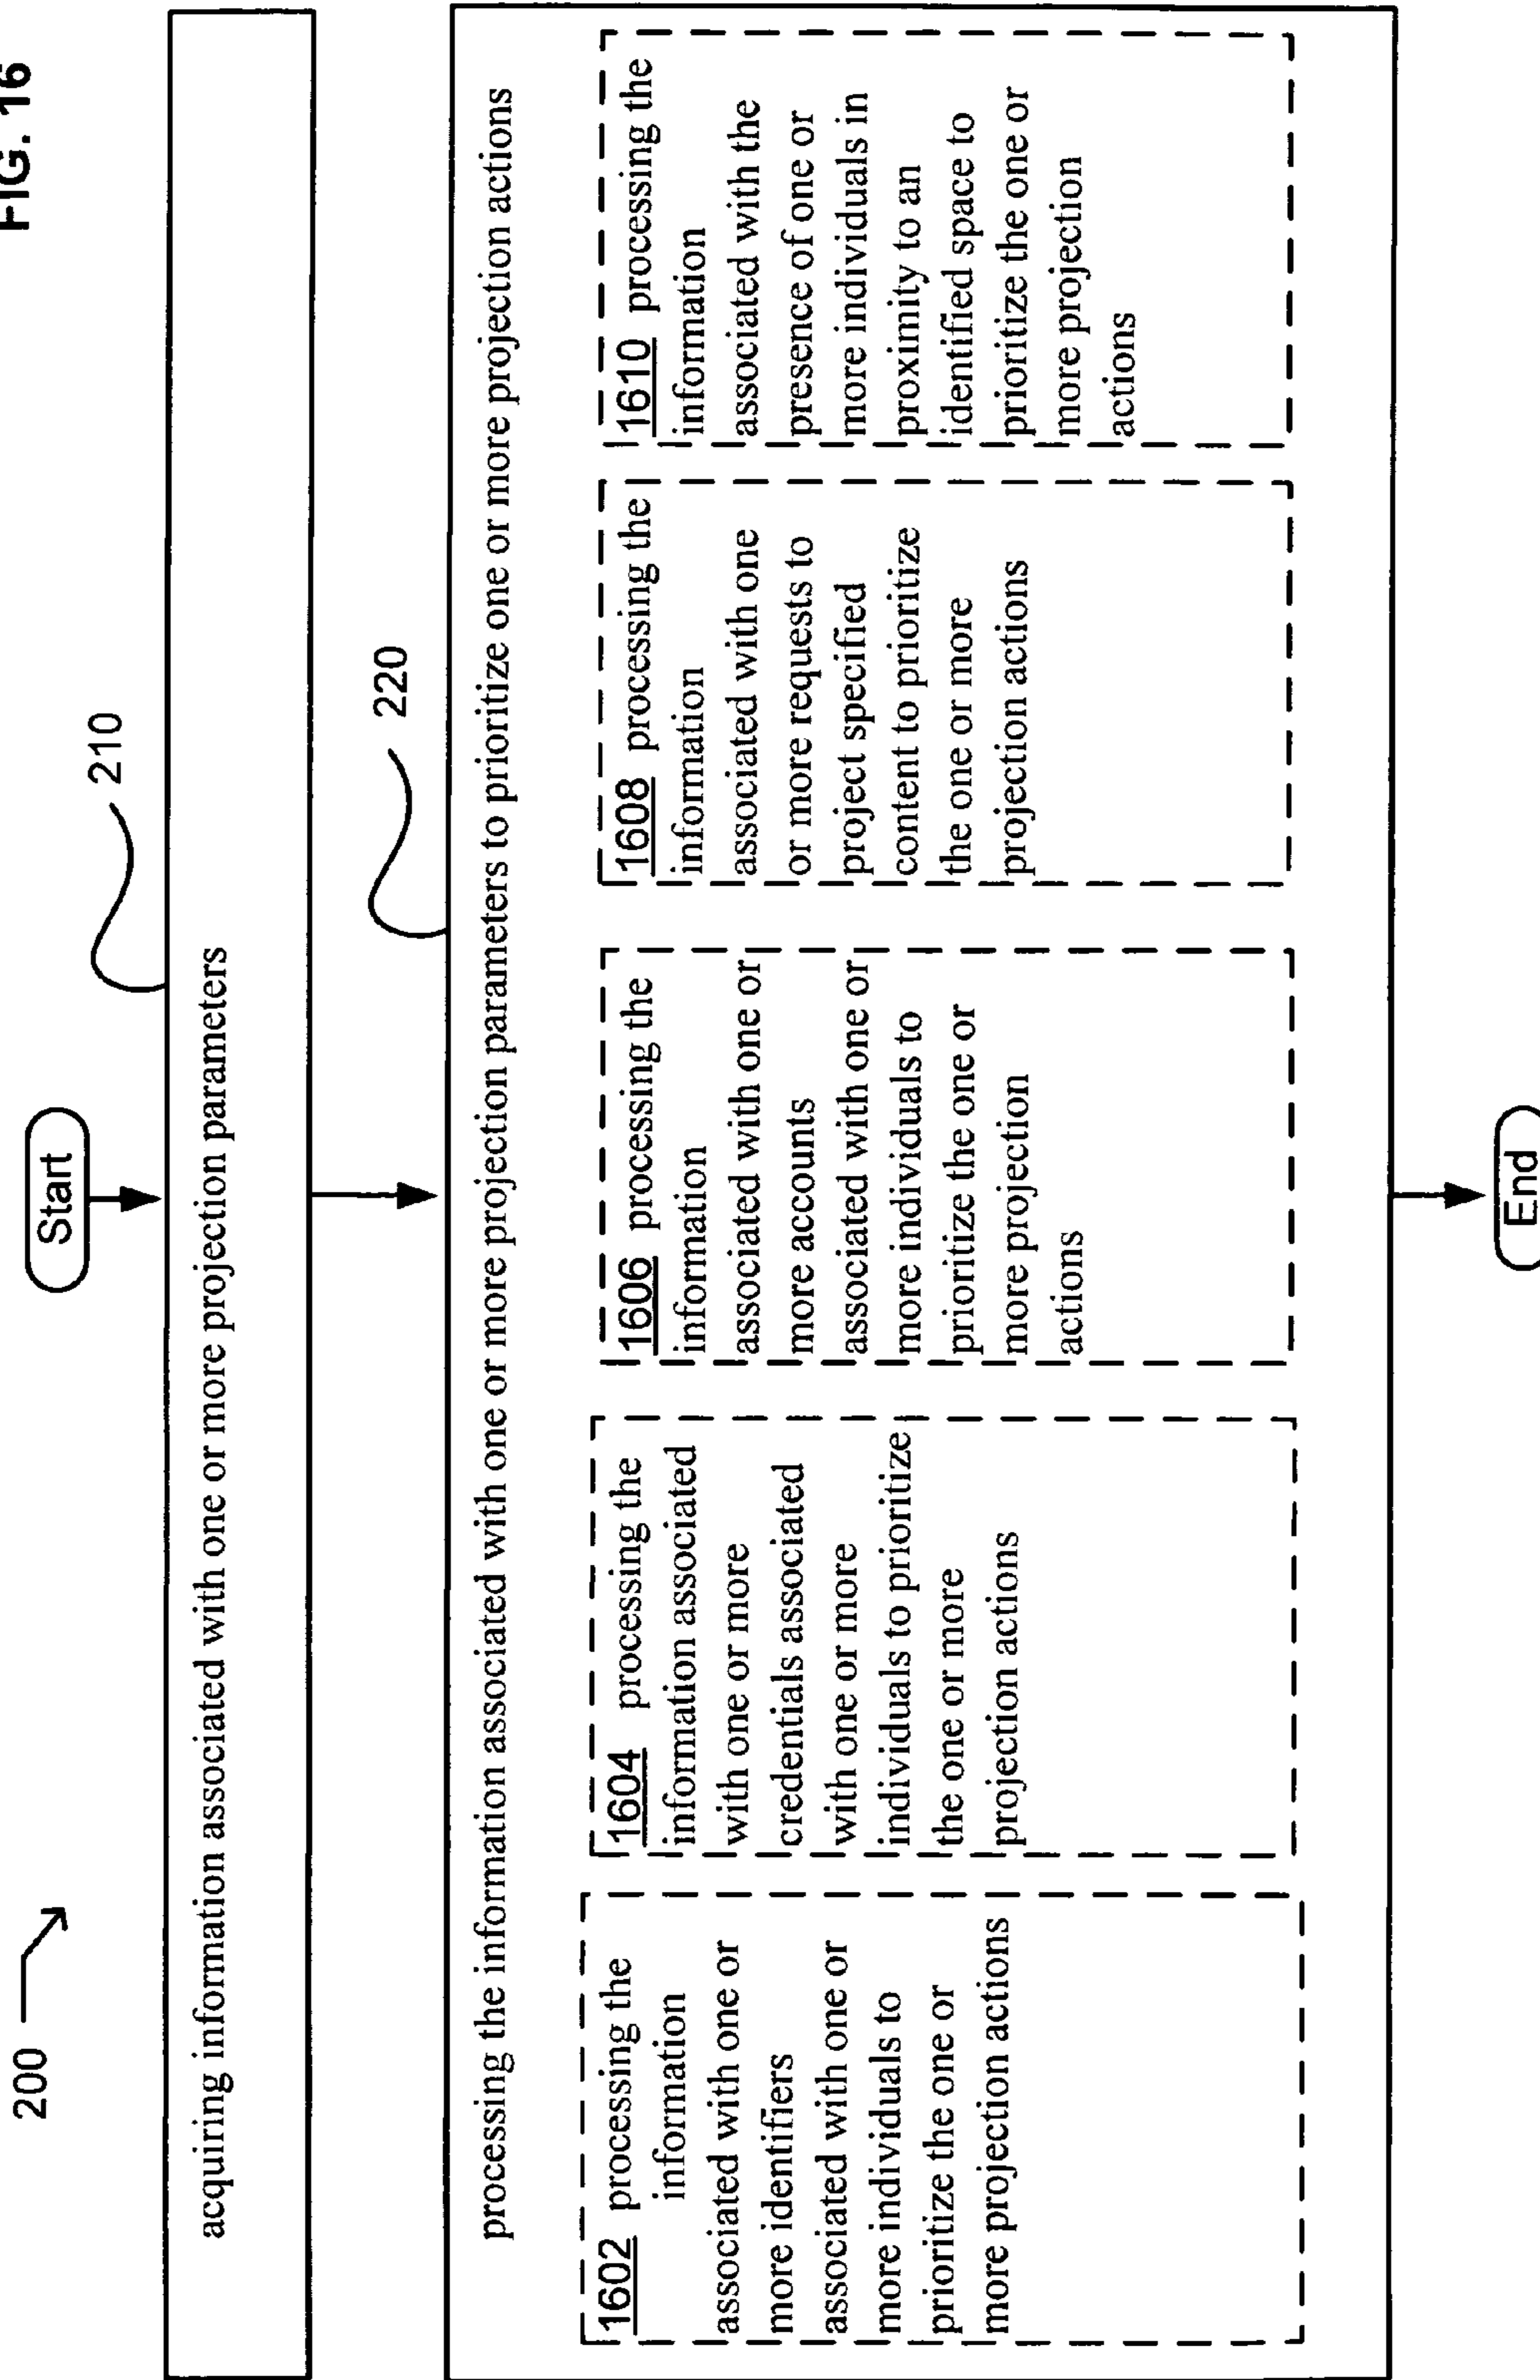 FIG. 16
200
Start
210
acquiring information associated with one or more projection parameters
220
processing the information associated with one or more projection parameters to prioritize one or more projection actions
1602 processing the
information
associated with one or
more identifiers
associated with one or
more individuals to
prioritize the one or
more projection actions
1604 processing the
information associated
with one or more
credentials associated
with one or more
individuals to prioritize
the one or more
projection actions
1606 processing the
information
associated with one or
more accounts
associated with one or
more individuals to
prioritize the one or
more projection
actions
1608 processing the
information
associated with one
or more requests to
project specified
content to prioritize
the one or more
projection actions
1610 processing the
information
associated with the
presence of one or
more individuals in
proximity to an
identified space to
prioritize the one or
more projection
actions
End